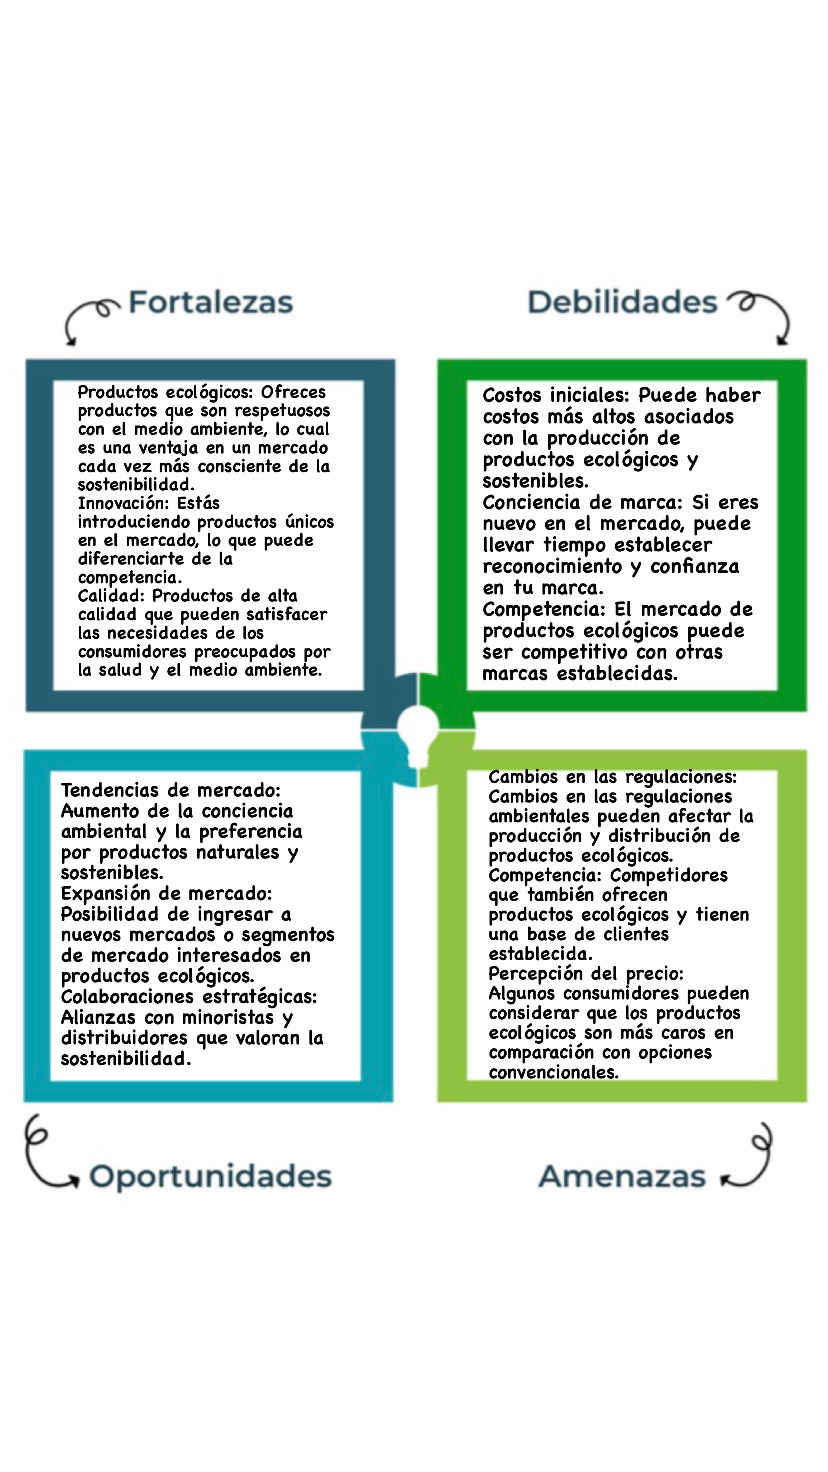 Fortalezas
Productos ecológicos: Ofreces
productos que son respetuosos
con el medio ambiente, lo cual
es una ventaja en un mercado
cada vez más consciente de la
sostenibilidad.
Innovación: Estás
introduciendo productos únicos
en el mercado, lo que puede
diferenciarte de la
competencia.
Calidad: Productos de alta
calidad que pueden satisfacer
las necesidades de los
consumidores preocupados por
la salud y el medio ambiente.
Debilidades
Costos iniciales: Puede haber
costos más altos asociados
con la producción de
productos ecológicos y
sostenibles.
Conciencia de marca: Si eres
nuevo en el mercado, puede
llevar tiempo establecer
reconocimiento y confianza
en tu marca.
Competencia: El mercado de
productos ecológicos puede
ser competitivo con otras
marcas establecidas.
Tendencias de mercado:
Aumento de la conciencia
ambiental y la preferencia
por productos naturales y
sostenibles.
Expansión de mercado:
Posibilidad de ingresar a
nuevos mercados o segmentos
de mercado interesados en
productos ecológicos.
Colaboraciones estratégicas:
Alianzas con minoristas y
distribuidores que valoran la
sostenibilidad.
Oportunidades
Cambios en las regulaciones:
Cambios en las regulaciones
ambientales pueden afectar la
producción y distribución de
productos ecológicos.
Competencia: Competidores
que también ofrecen
productos ecológicos y tienen
una base de clientes
establecida.
Percepción del precio:
Algunos consumidores pueden
considerar que los productos
ecológicos son más caros en
comparación con opciones
convencionales.
Amenazas